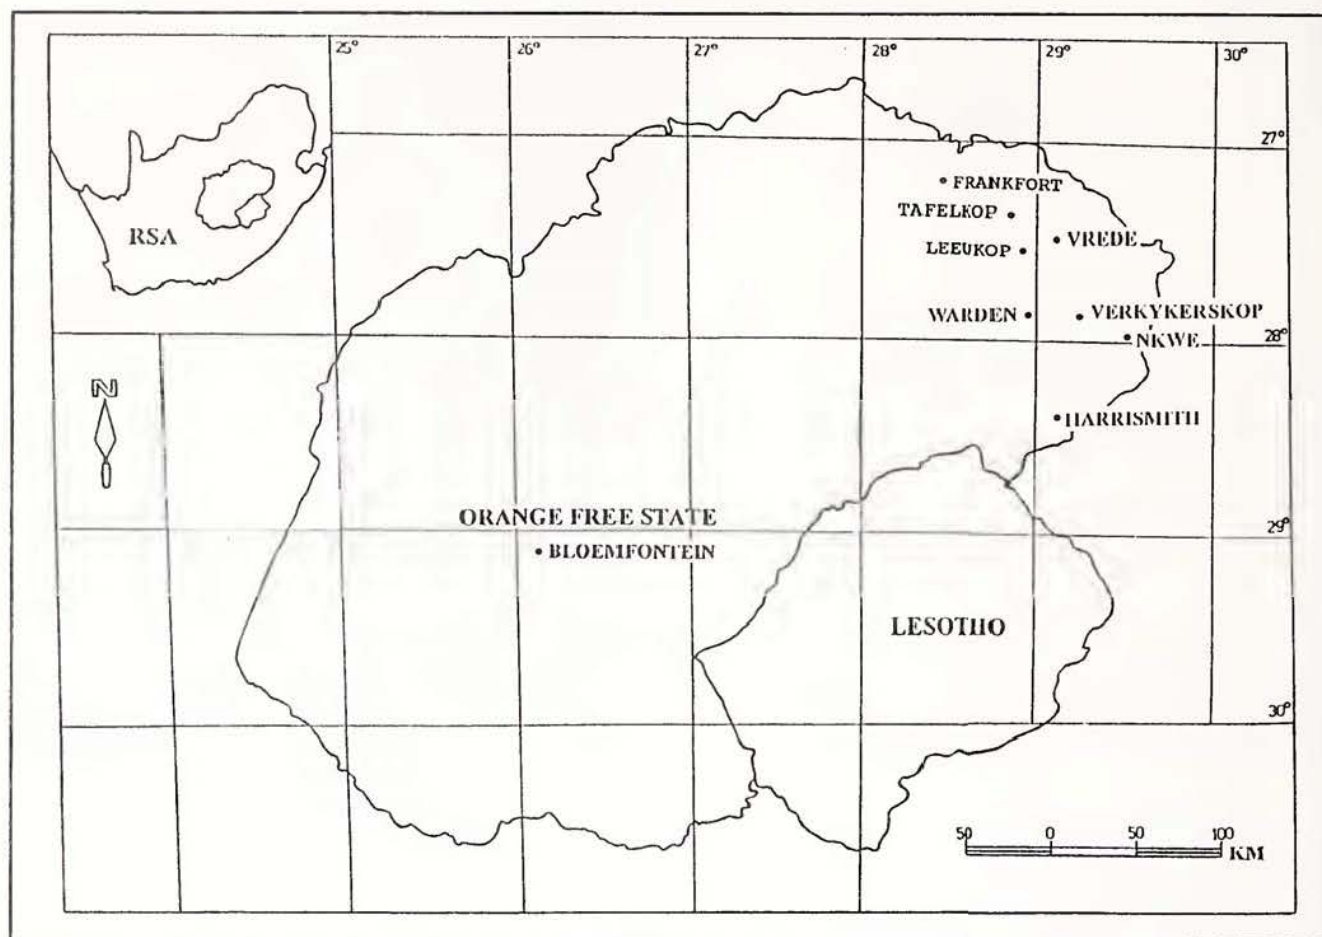 25°
26°
27°
28°
29°
30°
27°
FRANKFORT
TAFELKOP
VREDE
LEEUKOP
RSA
WARDEN
VERKYKERSKOP
NKWE
28°
N
HARRISMITH
ORANGE FREE STATE
29°
BLOEMFONTEIN
LESOTHO
30°
50 0 50 100
KM